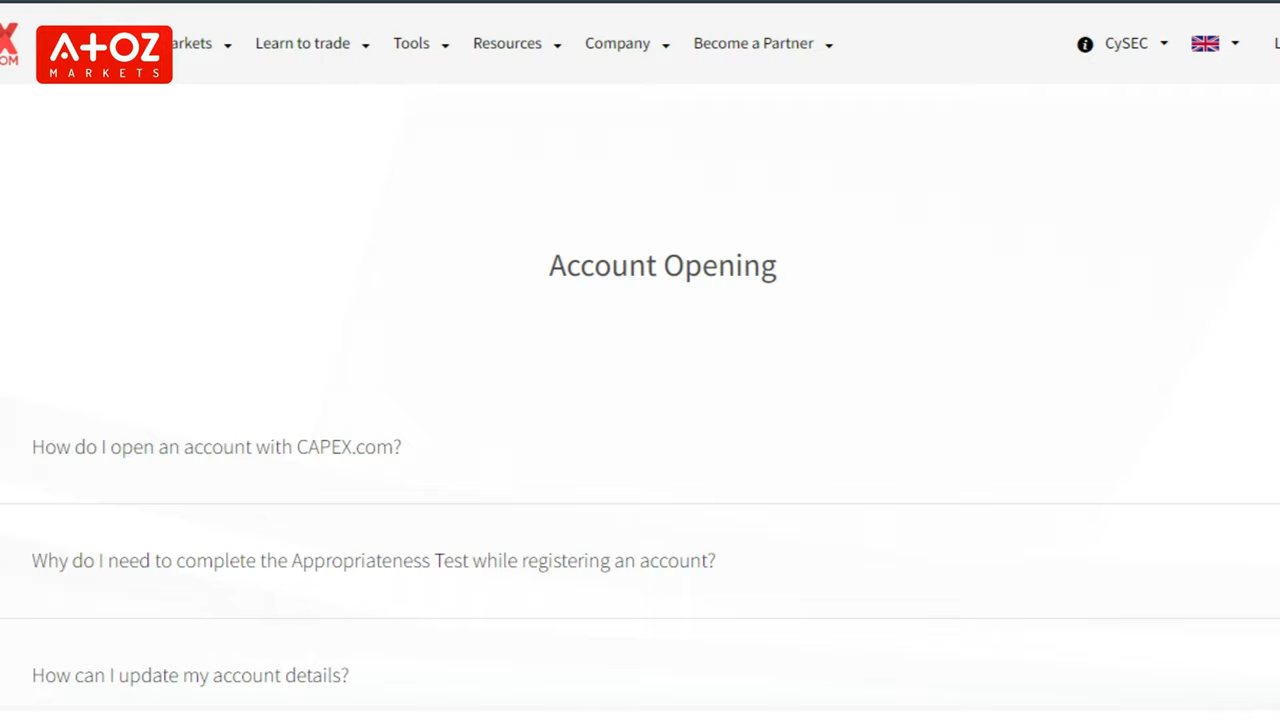 X
OM
A+OZ
MARKETS
arkets Learn to trade Tools Resources Company Become a Partner CySEC L
Account Opening
How do I open an account with CAPEX.com?
Why do I need to complete the Appropriateness Test while registering an account?
How can I update my account details?